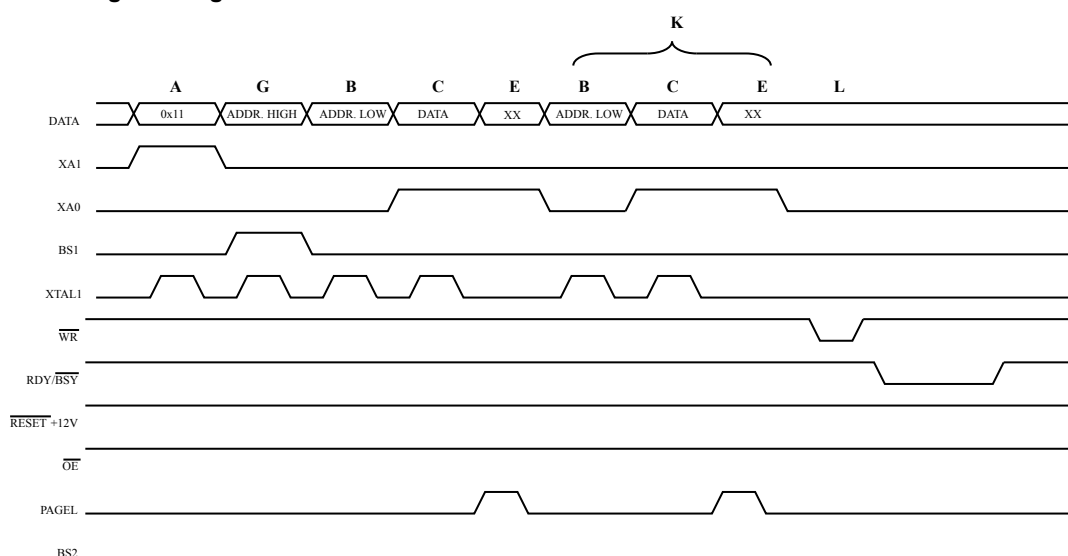 K
A G B C E B C E L
DATA 0x11 ADDR. HIGH ADDR. LOW DATA XX ADDR. LOW DATA XX
XA1
XA0
BS1
XTAL1
WR
RDY/BSY
RESET +12V
OE
PAGEL
BS2